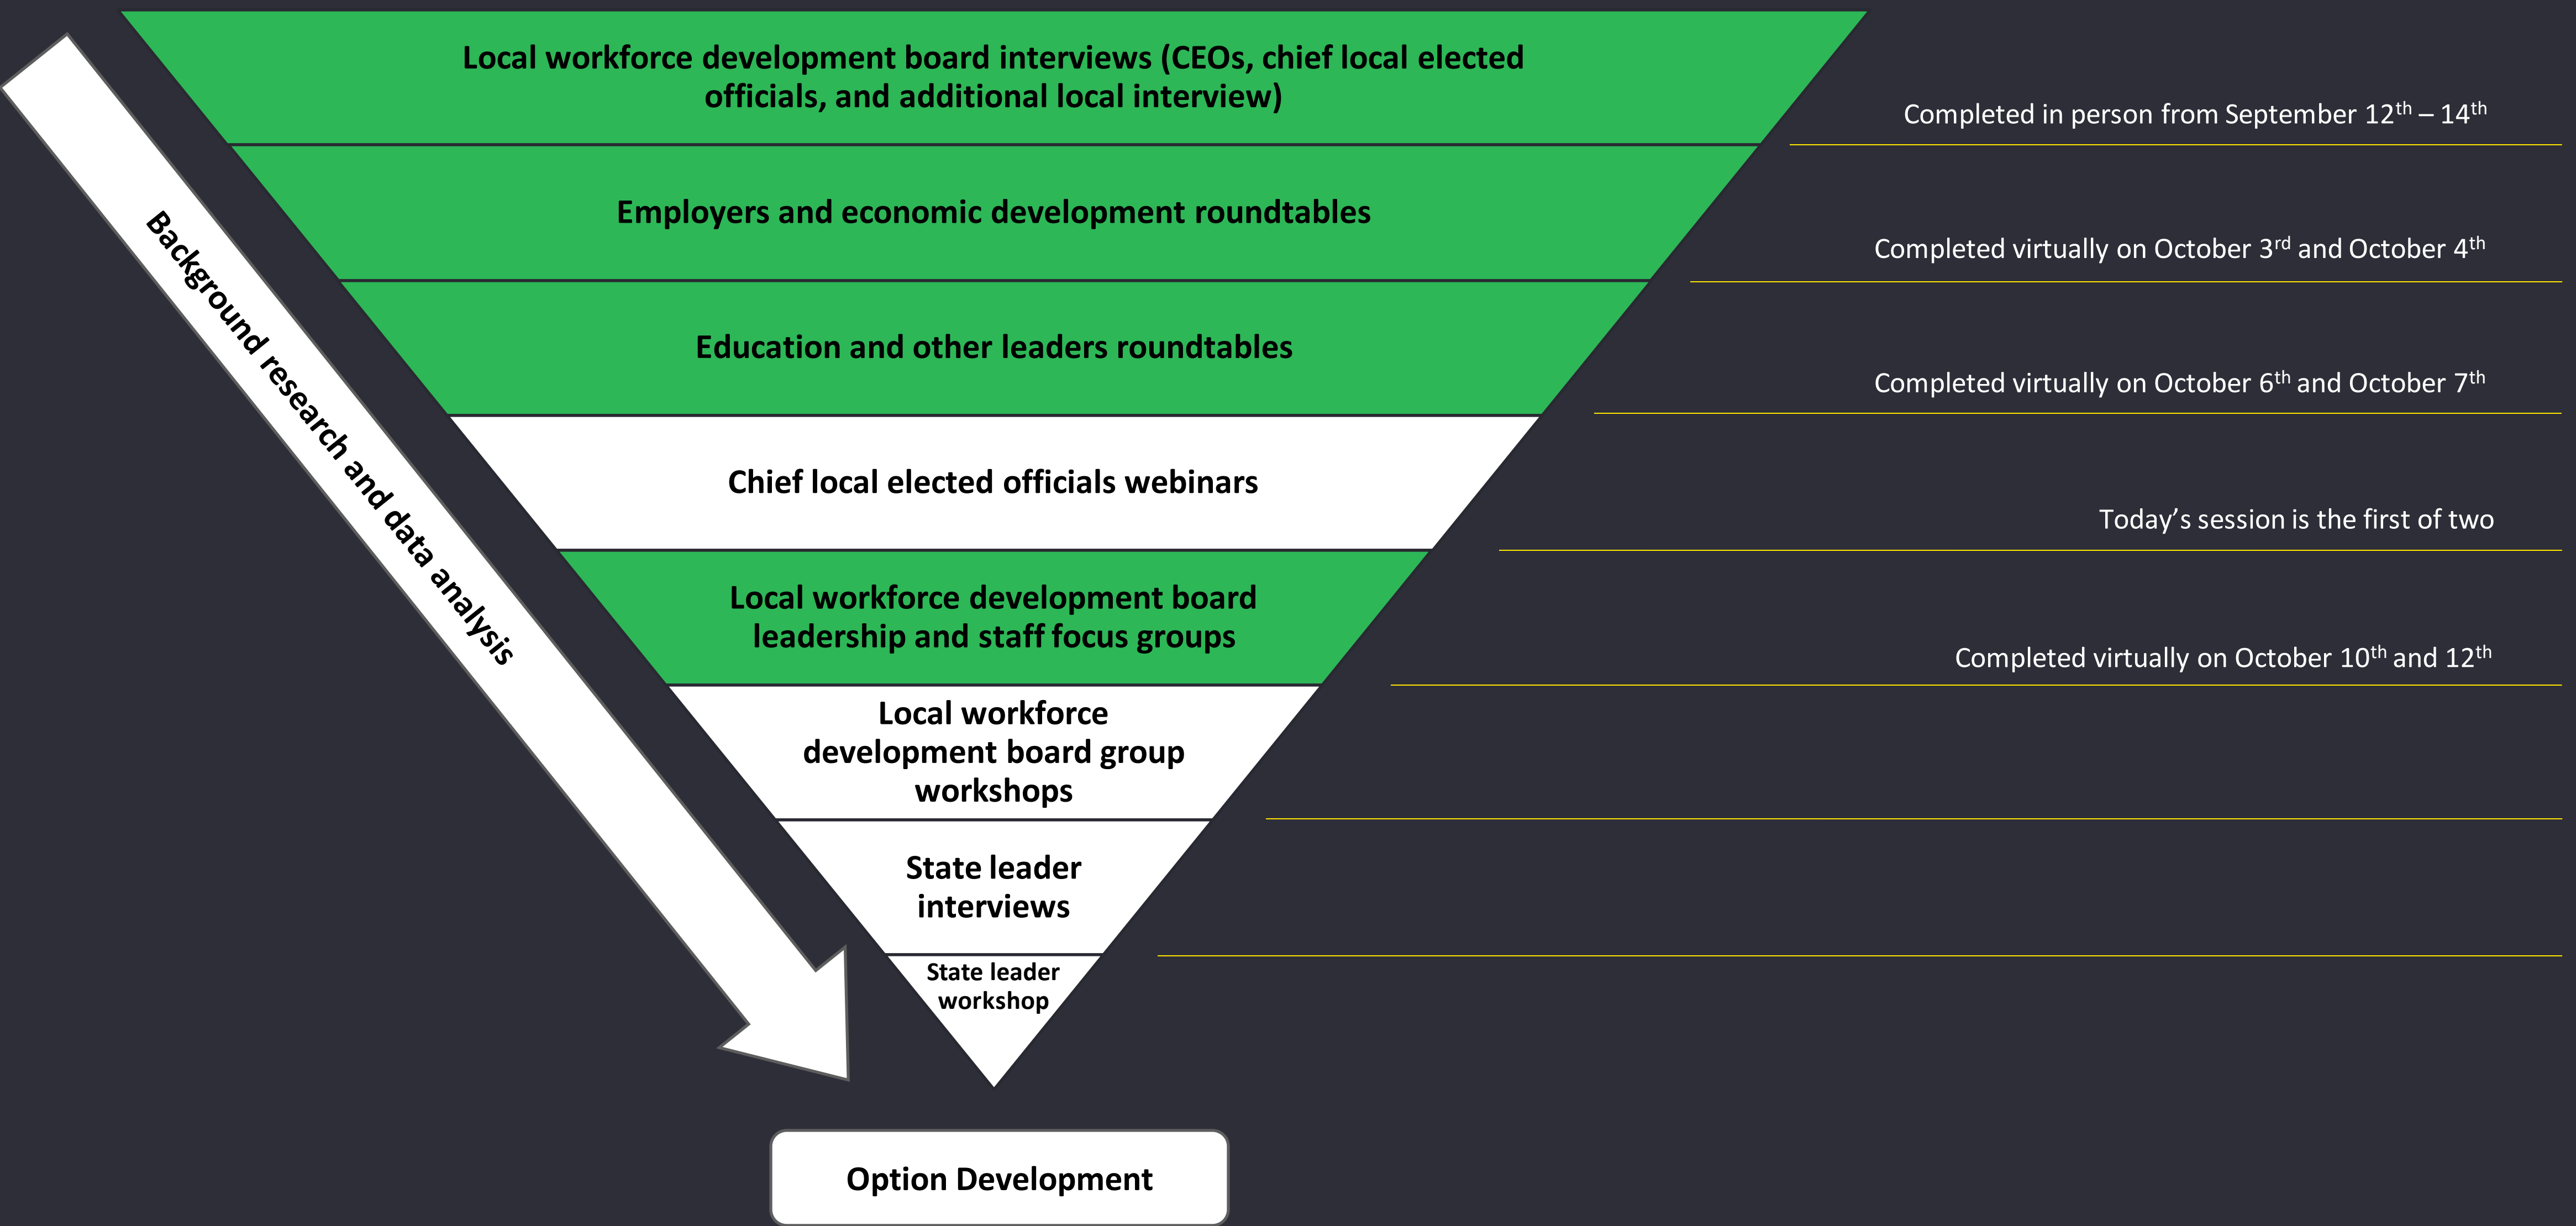 Local workforce development board interviews (CEOs, chief local elected
officials, and additional local interview)
Completed in person from September 12th – 14th
Employers and economic development roundtables
Completed virtually on October 3rd and October 4th
Education and other leaders roundtables
Completed virtually on October 6th and October 7th
Background research and data analysis
Chief local elected officials webinars
Today’s session is the first of two
Local workforce development board
leadership and staff focus groups
Completed virtually on October 10th and 12th
Local workforce
development board group
workshops
State leader
interviews
State leader
workshop
Option Development